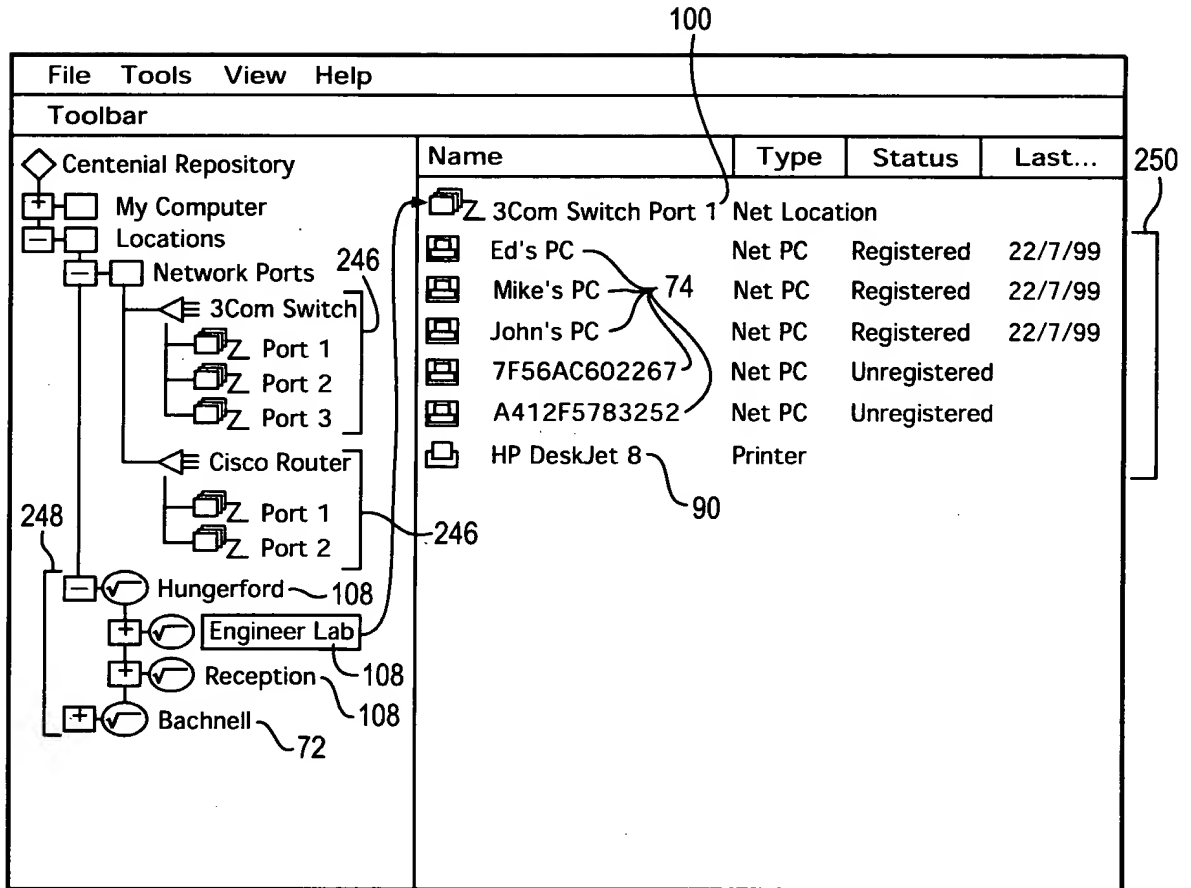 100
File Tools View Help
Toolbar
Centenial Repository
My Computer
Locations
Network Ports
246
3Com Switch
Port 1
Port 2
Port 3
Cisco Router
Port 1
Port 2
246
248
Hungerford 108
Engineer Lab
108
Reception
108
Bachnell
72
Name Type Status Last...
250
3Com Switch Port 1 Net Location
Ed's PC Net PC Registered 22/7/99
Mike's PC 74 Net PC Registered 22/7/99
John's PC Net PC Registered 22/7/99
7F56AC602267 Net PC Unregistered
A412F5783252 Net PC Unregistered
HP DeskJet 8 Printer
90